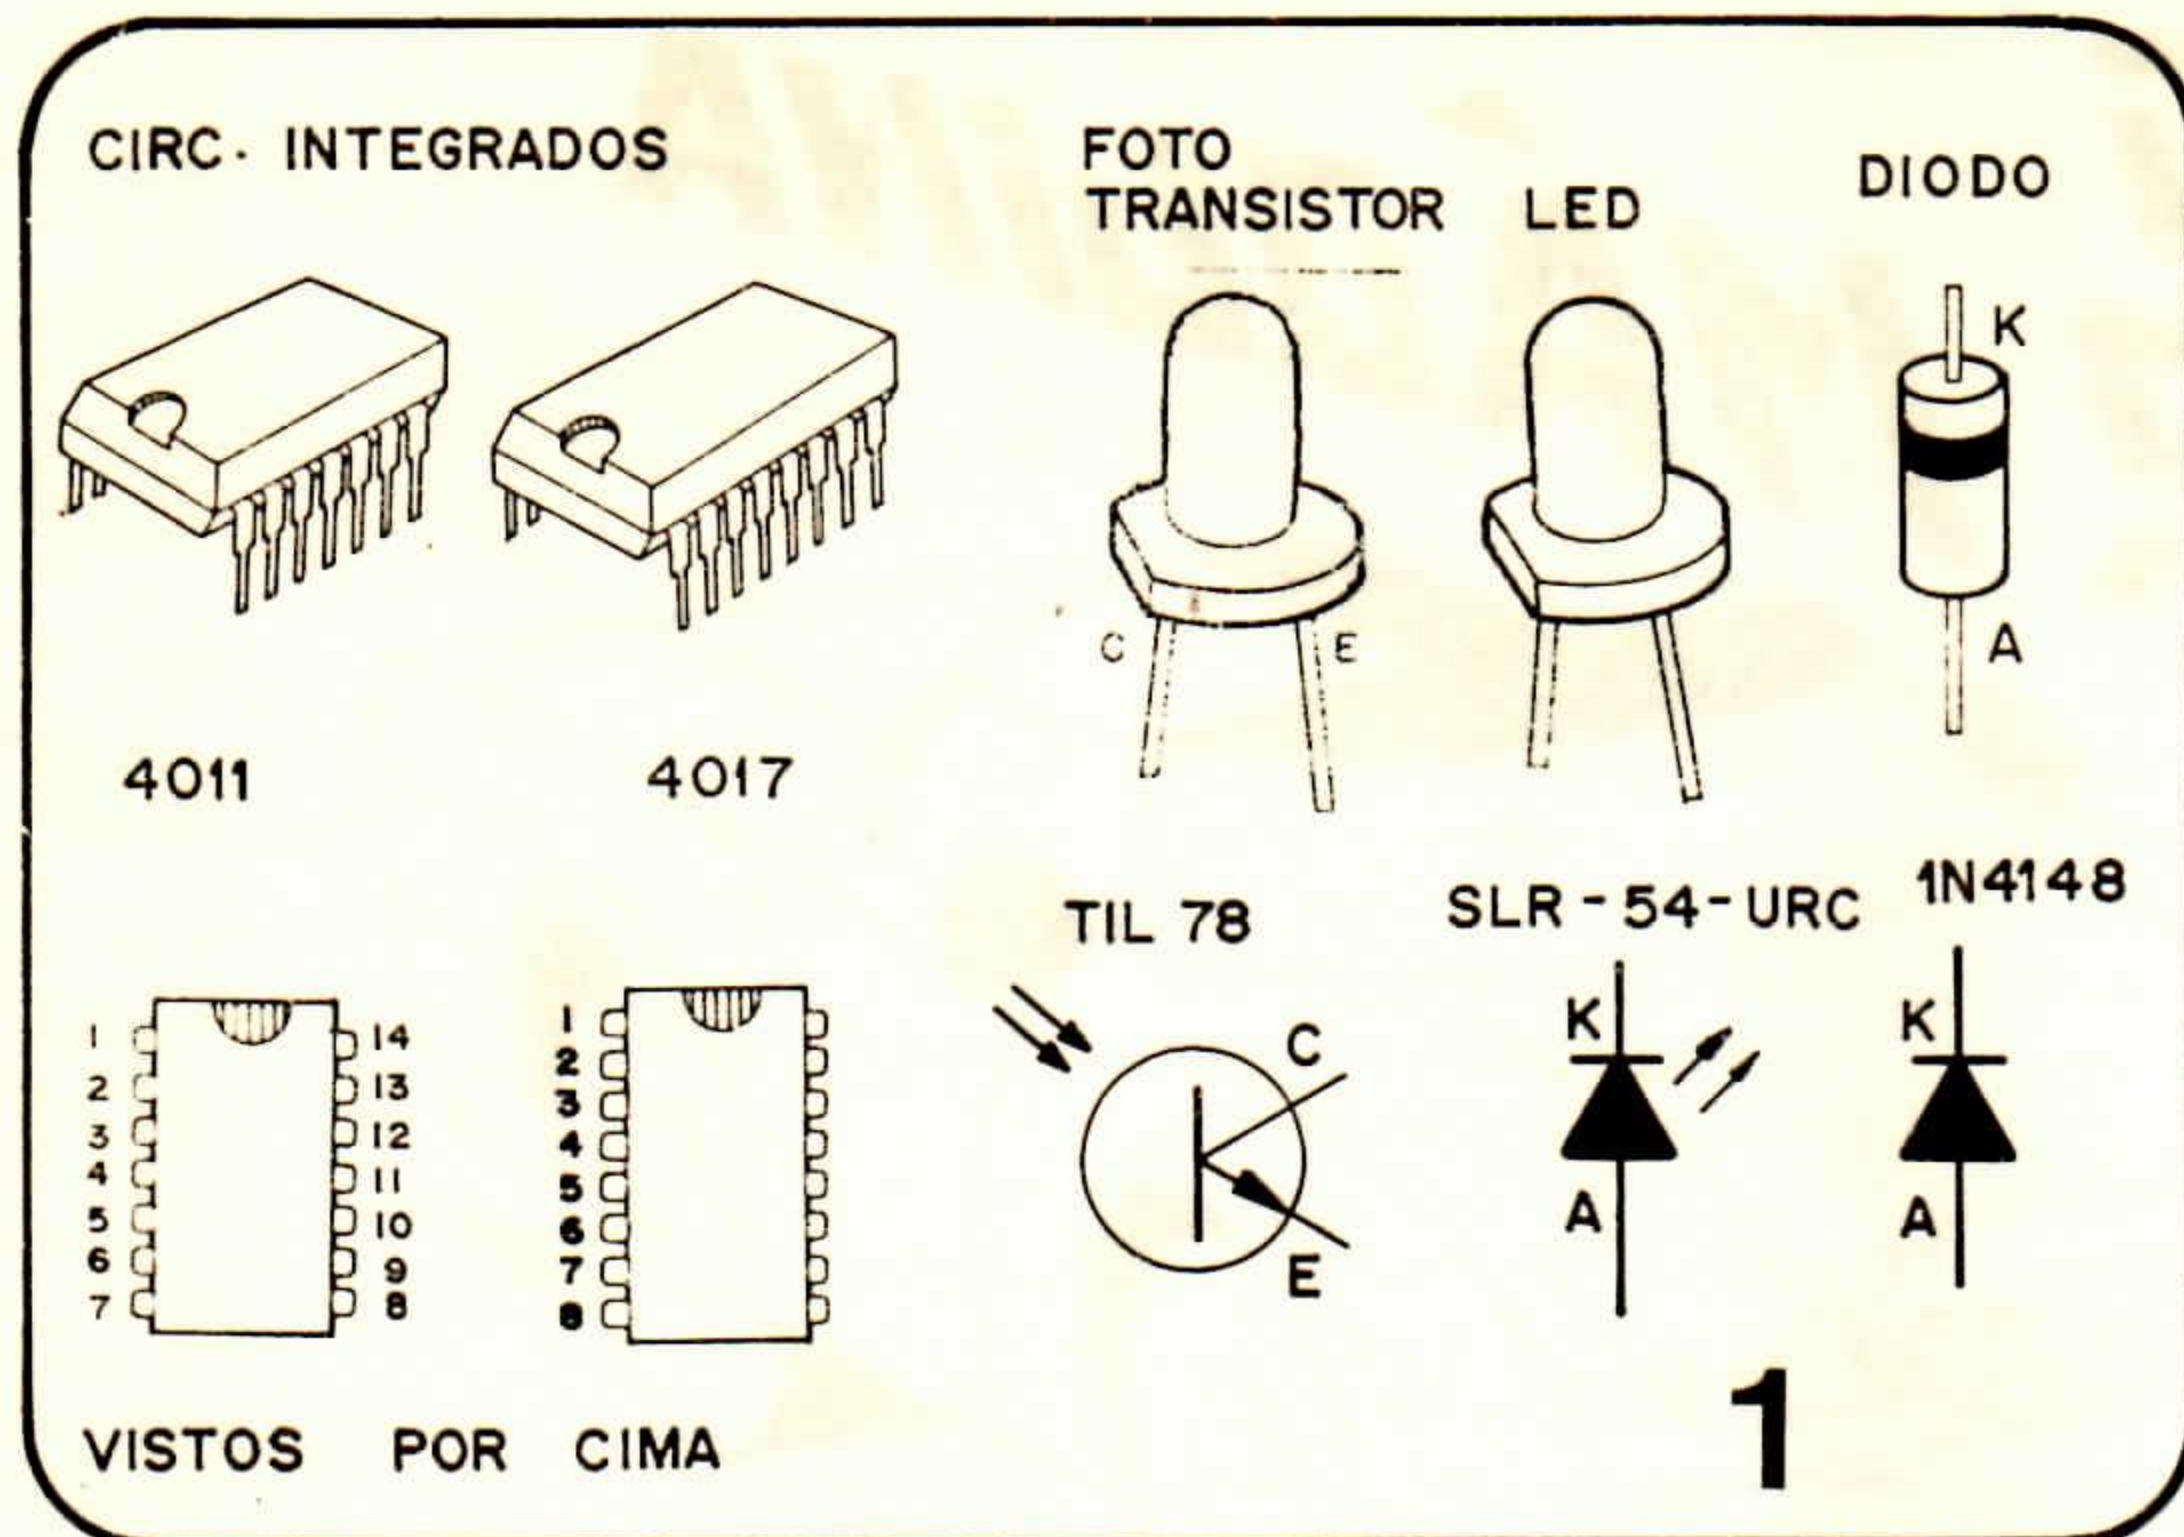 CIRC. INTEGRADOS
FOTO
TRANSISTOR
LED
DIODO
K
A
C
E
4011
4017
TIL 78
SLR-54-URC
1N4148
1
2
3
4
5
6
7
14
13
12
11
10
9
8
1
2
3
4
5
6
7
8
C
E
K
A
K
A
VISTOS POR CIMA
1